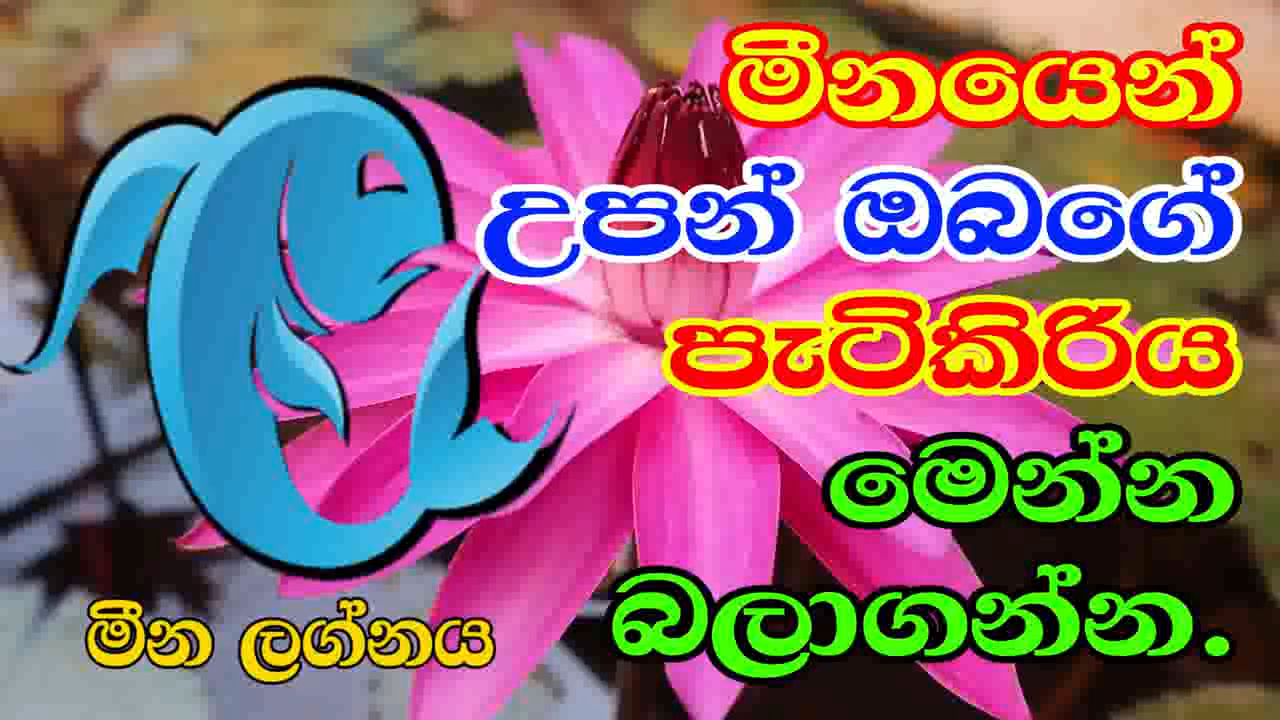 මීනයෙන්
උපන් ඔබගේ
පැටිකිරිය
මෙන්න
බලාගන්න.
මීන ලග්නය